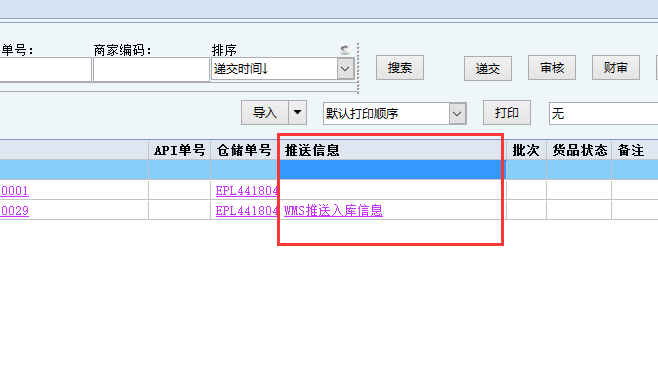 单号： 商家编码： 排序
递交时间↓ 搜索 递交 审核 财审
导入 默认打印顺序 打印 无
API单号 仓储单号 推送信息 批次 货品状态 备注
0001 EPL441804
0029 EPL441804 WMS推送入库信息